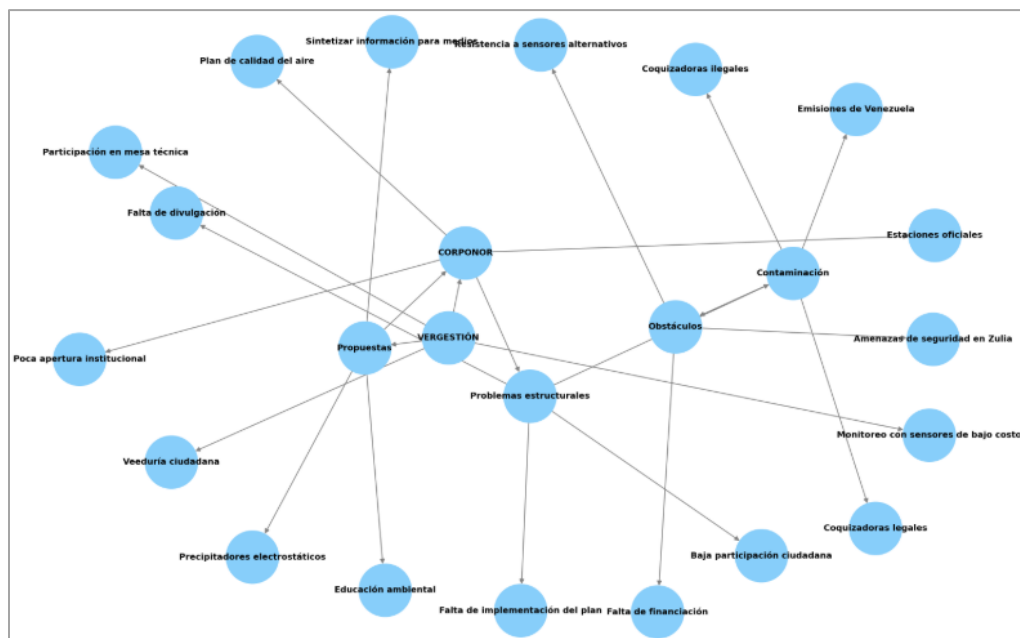 Sintetizar información para medios
Resistencia a sensores alternativos
Plan de calidad del aire
Coquizadoras ilegales
Emisiones de Venezuela
Participación en mesa técnica
Falta de divulgación
Estaciones oficiales
CORPONOR
Contaminación
Obstáculos
VERGESTIÓN
Amenazas de seguridad en Zulia
Propuestas
Poca apertura institucional
Problemas estructurales
Monitoreo con sensores de bajo costo
Veeduría ciudadana
Coquizadoras legales
Precipitadores electrostáticos
Baja participación ciudadana
Educación ambiental
Falta de implementación del plan
Falta de financiación